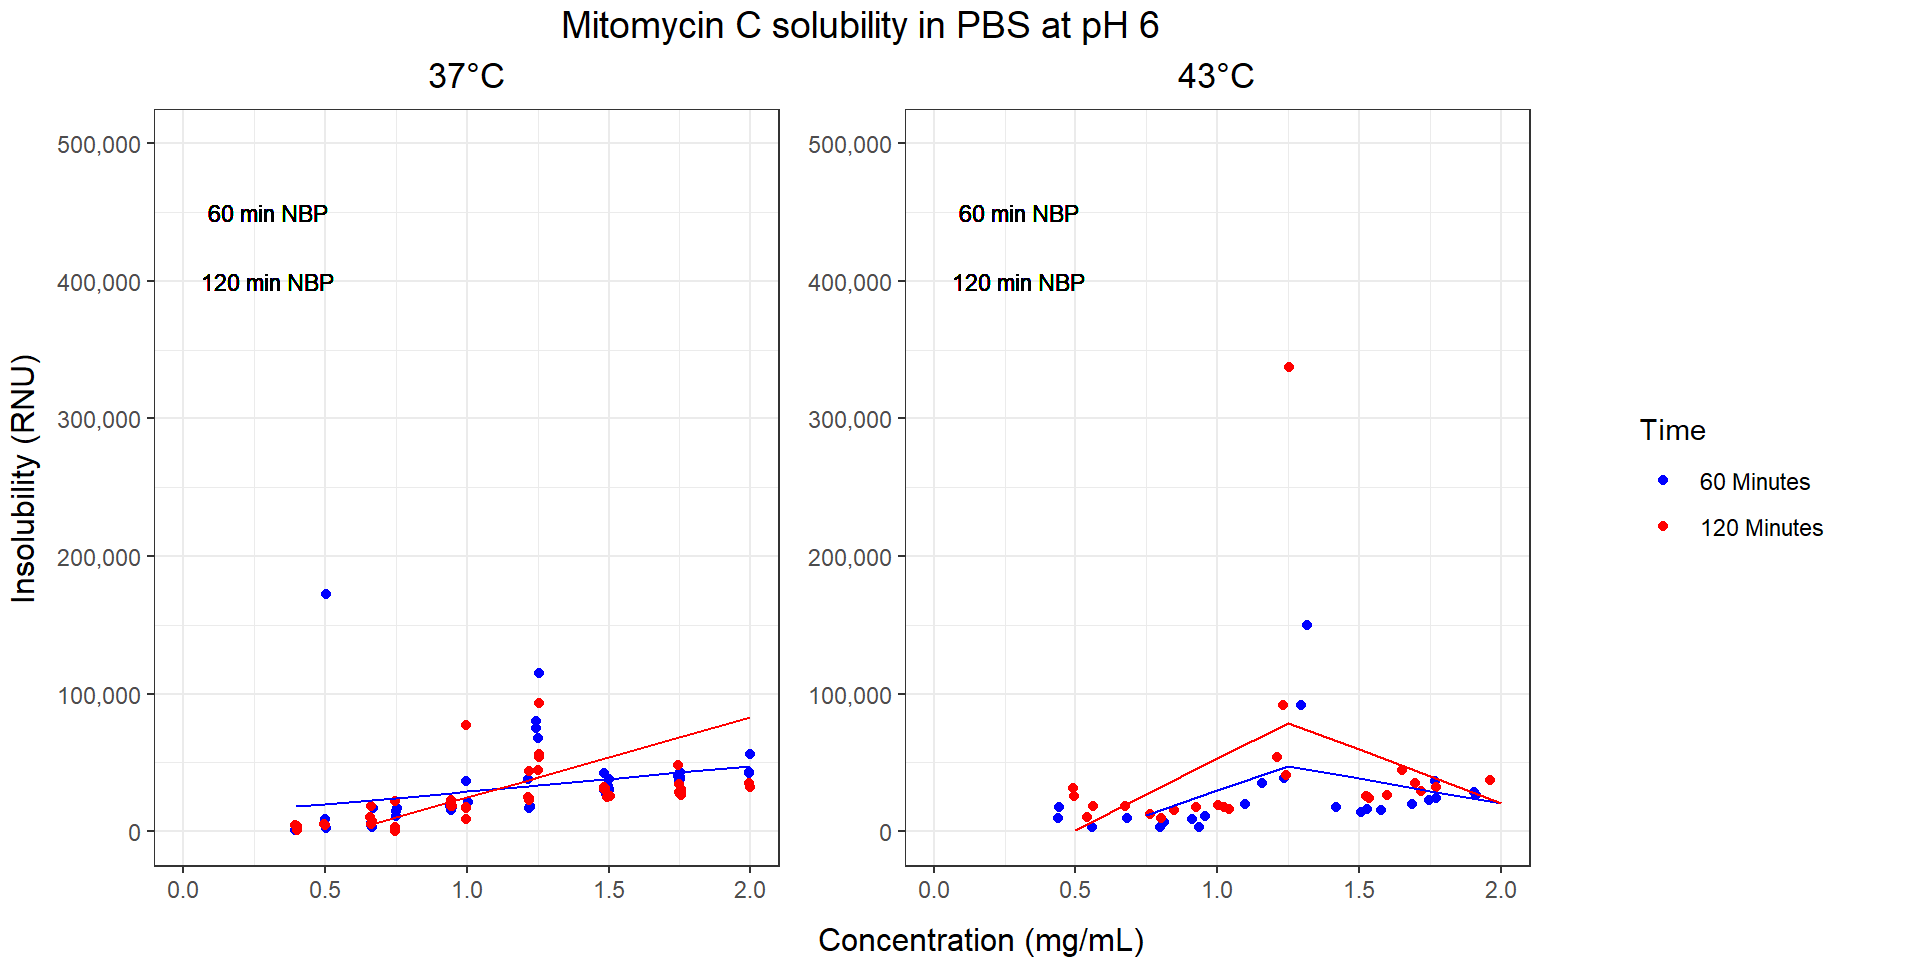 Mitomycin C solubility in PBS at pH 6
37°C
43°C
Insolubility (RNU)
500,000
400,000
300,000
200,000
100,000
0
60 min NBP
120 min NBP
0.0 0.5 1.0 1.5 2.0
500,000
400,000
300,000
200,000
100,000
0
60 min NBP
120 min NBP
0.0 0.5 1.0 1.5 2.0
Concentration (mg/mL)
Time
60 Minutes
120 Minutes